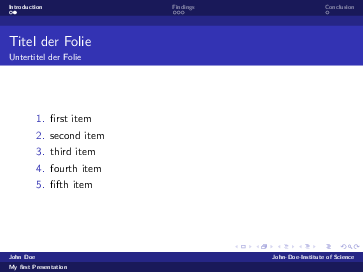 Introduction Findings Conclusion
Titel der Folie
Untertitel der Folie
1. first item
2. second item
3. third item
4. fourth item
5. fifth item
John Doe John-Doe-Institute of Science
My first Presentation